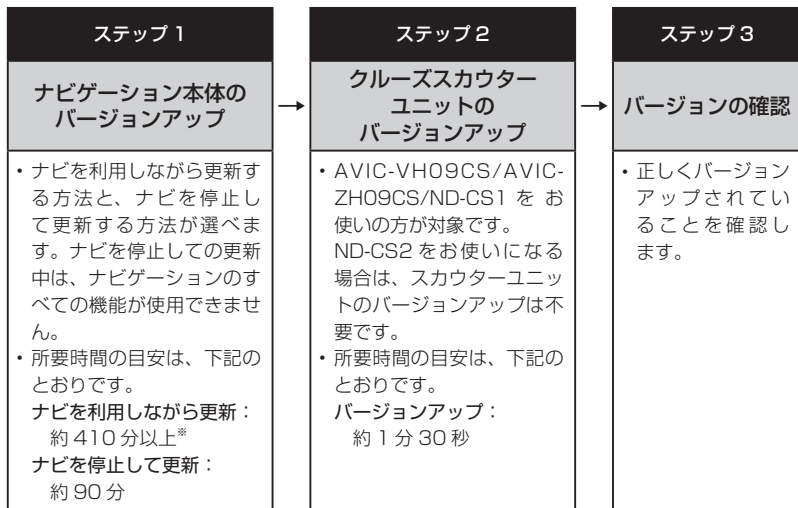 ステップ 1
ナビゲーション本体の
バージョンアップ
• ナビを利用しながら更新す
る方法と、ナビを停止し
て更新する方法が選べま
す。ナビを停止しての更新
中は、ナビゲーションのす
べての機能が使用できませ
ん。
• 所要時間の目安は、下記の
とおりです。
ナビを利用しながら更新：
約 410 分以上※
ナビを停止して更新：
約 90 分
→
ステップ 2
クルーズスカウター
ユニットの
バージョンアップ
• AVIC-VH09CS/AVIC-
ZH09CS/ND-CS1 を お
使いの方が対象です。
ND-CS2 をお使いになる
場合は、スカウターユニッ
トのバージョンアップは不
要です。
• 所要時間の目安は、下記の
とおりです。
バージョンアップ：
約 1 分 30 秒
→
ステップ 3
バージョンの確認
• 正しくバージョン
アップされてい
ることを確認し
ます。